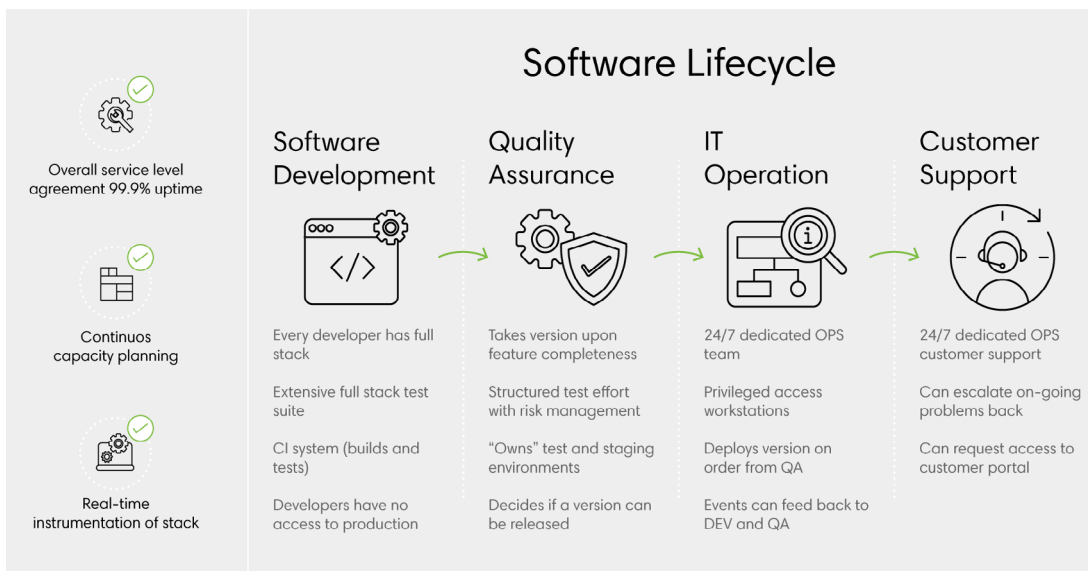 Overall service level
agreement 99.9% uptime
Continuos
capacity planning
Real-time
instrumentation of stack
Software Lifecycle
Software
Development
Every developer has full
stack
Extensive full stack test
suite
CI system (builds and
tests)
Developers have no
access to production
Quality
Assurance
Takes version upon
feature completeness
Structured test effort
with risk management
“Owns” test and staging
environments
Decides if a version can
be released
IT
Operation
24/7 dedicated OPS
team
Privileged access
workstations
Deploys version on
order from QA
Events can feed back to
DEV and QA
Customer
Support
24/7 dedicated OPS
customer support
Can escalate on-going
problems back
Can request access to
customer portal